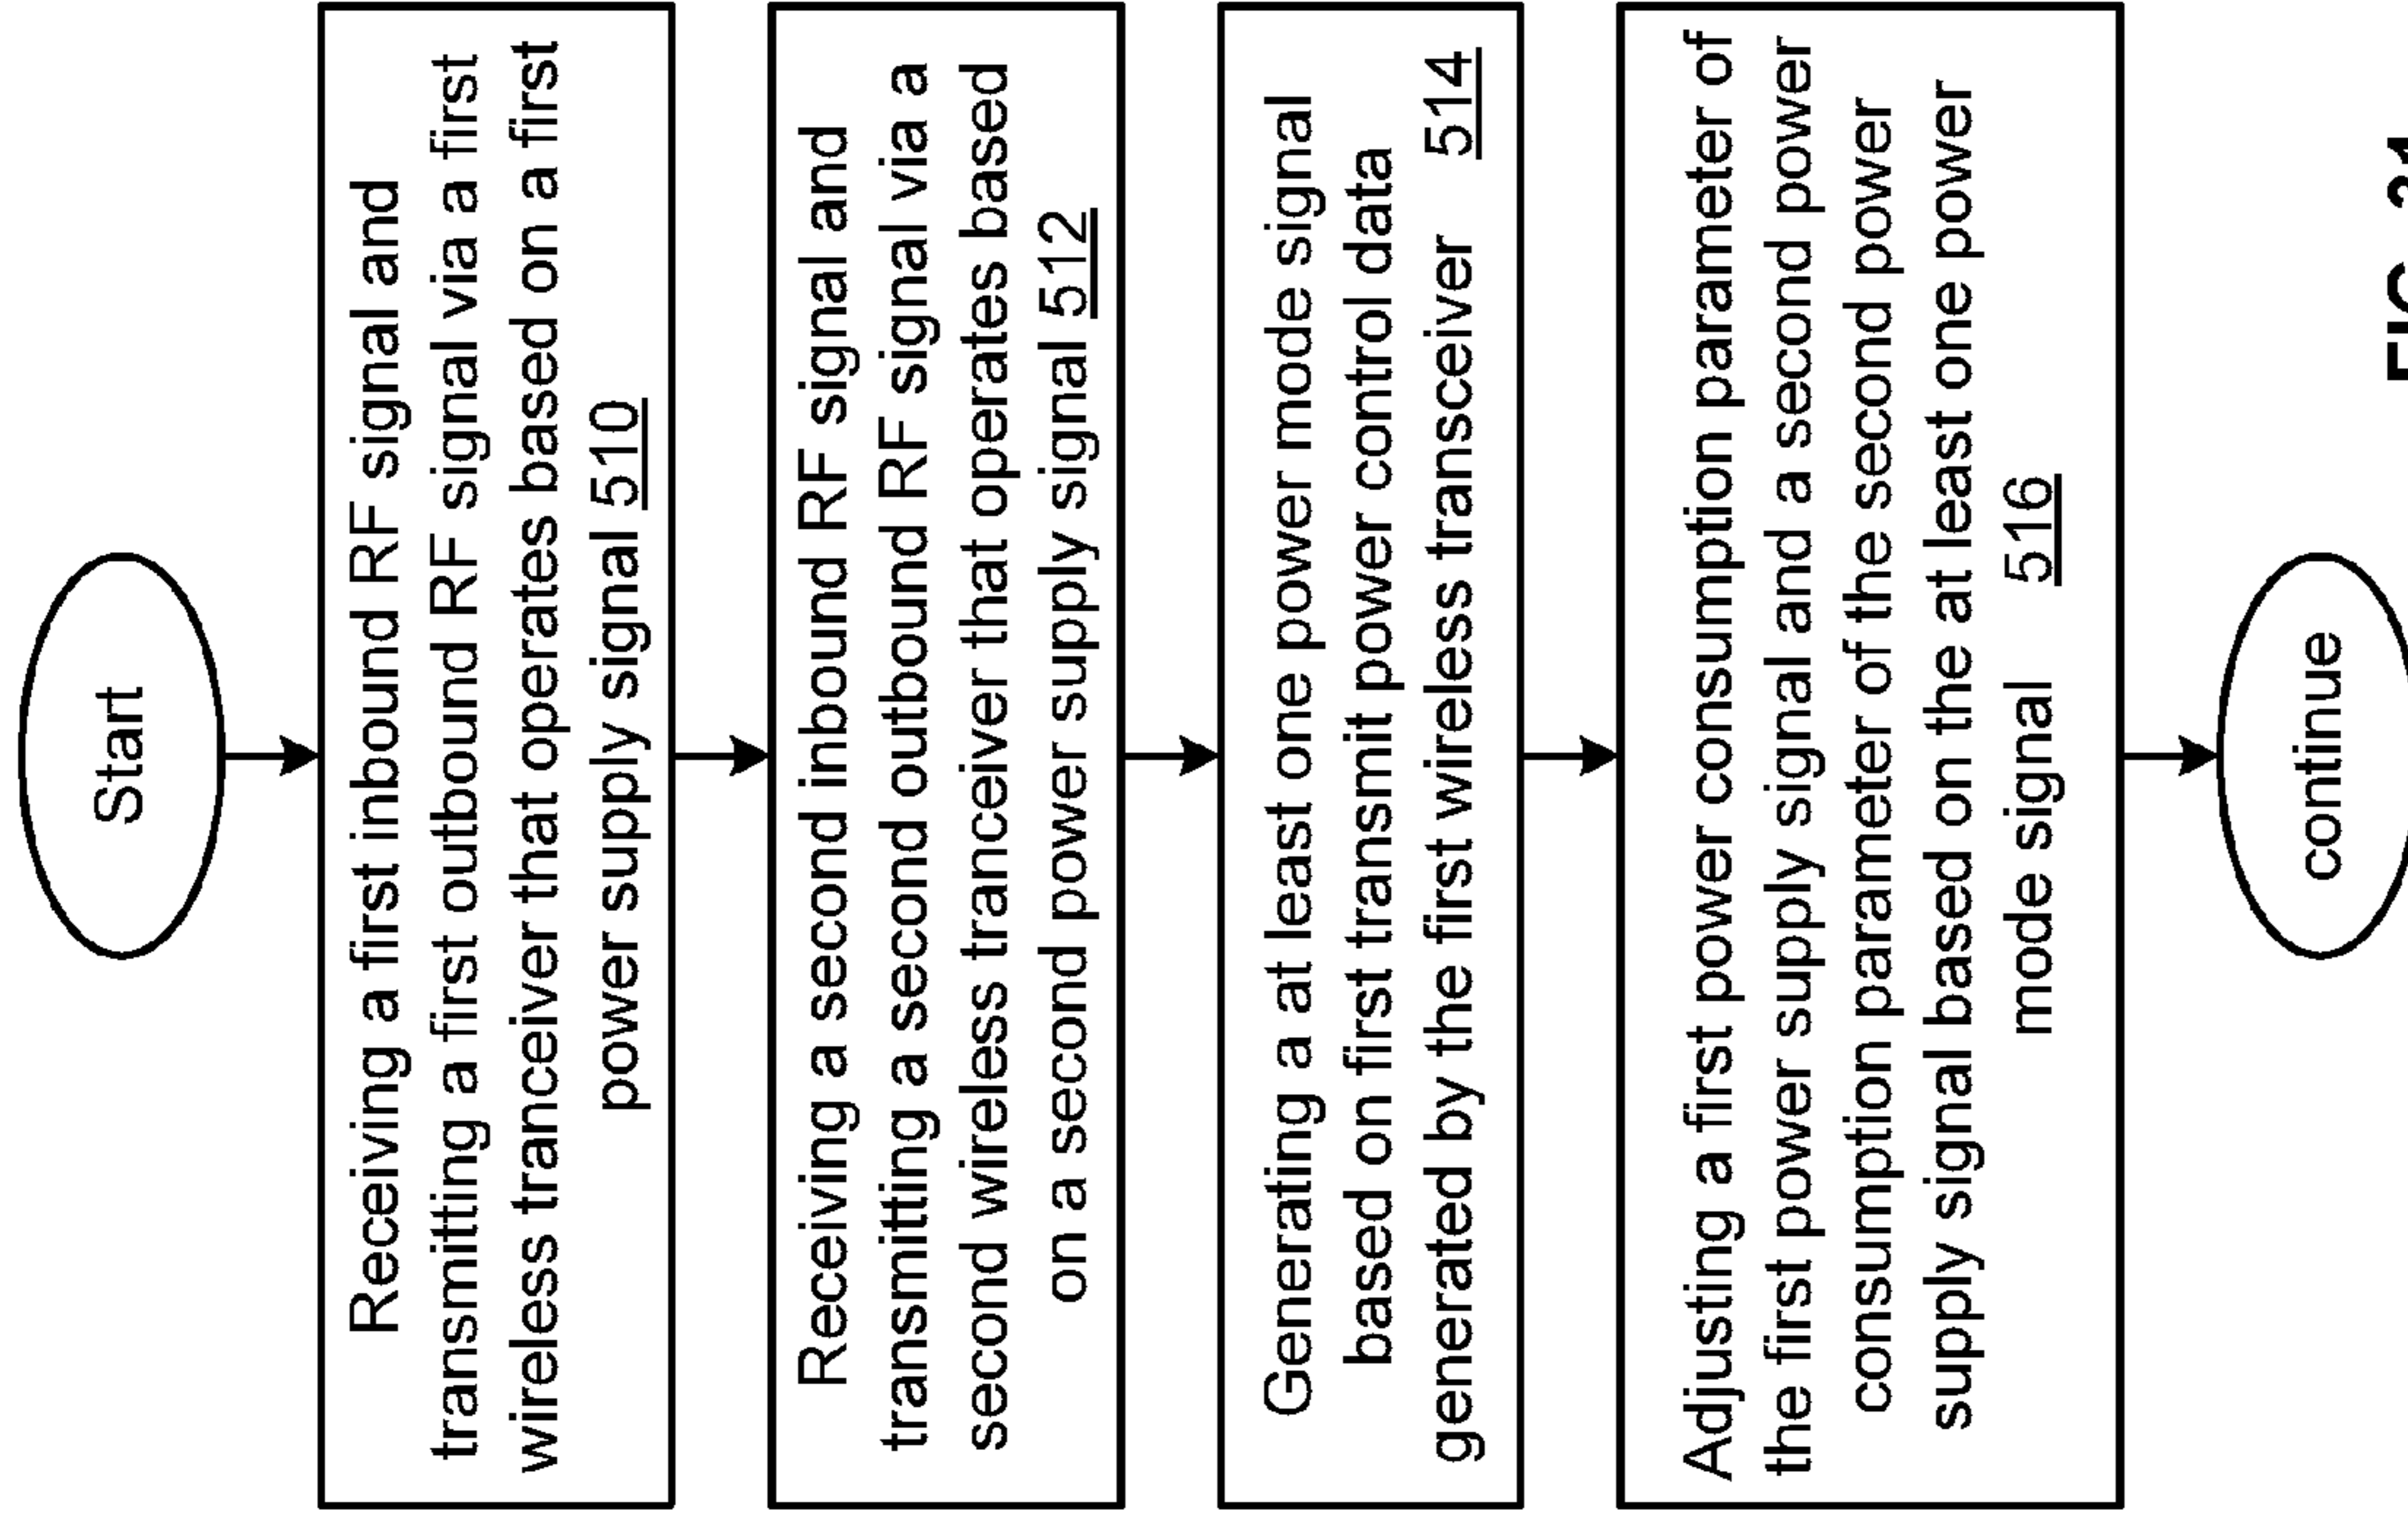 Start
Receiving a first inbound RF signal and
transmitting a first outbound RF signal via a first
wireless tranceiver that operates based on a first
power supply signal 510
Receiving a second inbound RF signal and
transmitting a second outbound RF signal via a
second wireless tranceiver that operates based
on a second power supply signal 512
Generating a at least one power mode signal
based on first transmit power control data
generated by the first wireless transceiver 514
Adjusting a first power consumption parameter of
the first power supply signal and a second power
consumption parameter of the second power
supply signal based on the at least one power
mode signal 516
continue